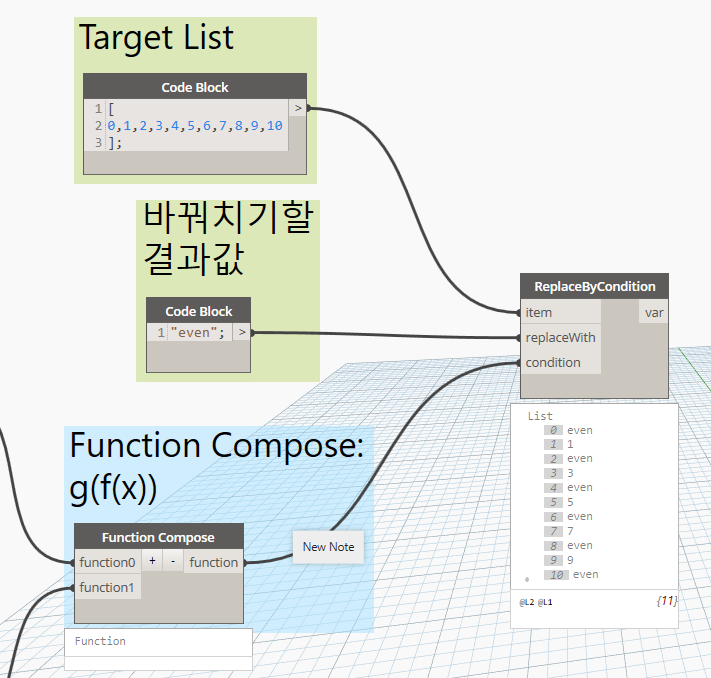 Target List
Code Block
1 [
2 0,1,2,3,4,5,6,7,8,9,10
3 ];
>
바꿔치기할
결과값
Code Block
1 "even"; >
ReplaceByCondition
item var
replaceWith
condition
List
0 even
1 1
2 even
3 3
4 even
5 5
6 even
7 7
8 even
9 9
10 even
@L2 @L1 {11}
Function Compose:
g(f(x))
Function Compose
function0 + - function
function1
Function
New Note